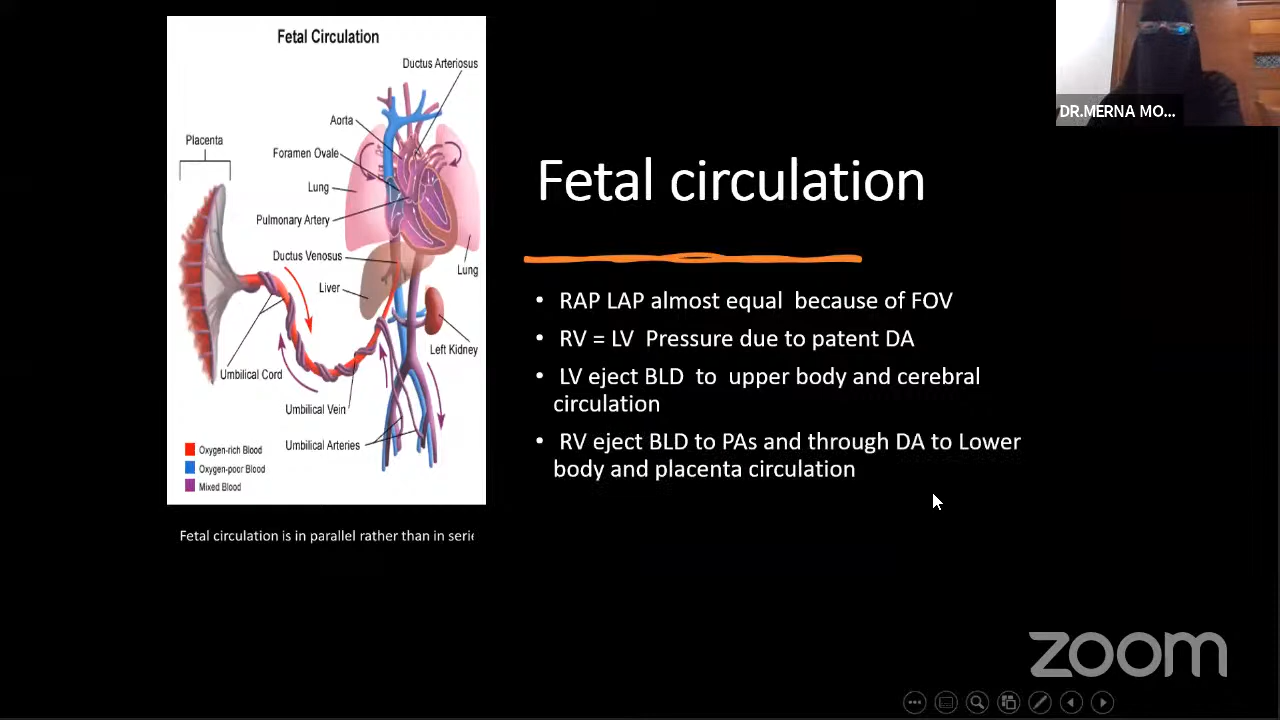 Fetal Circulation
Ductus Arteriosus
Aorta
Placenta
Foramen Ovale
Lung
Pulmonary Artery
Ductus Venosus
Lung
Liver
Left Kidney
Umbilical Cord
Umbilical Vein
Umbilical Arteries
Oxygen-rich Blood
Oxygen-poor Blood
Mixed Blood
Fetal circulation is in parallel rather than in serie
DR.MERNA MO...
Fetal circulation
• RAP LAP almost equal because of FOV
• RV = LV Pressure due to patent DA
• LV eject BLD to upper body and cerebral
circulation
• RV eject BLD to PAs and through DA to Lower
body and placenta circulation
zoom